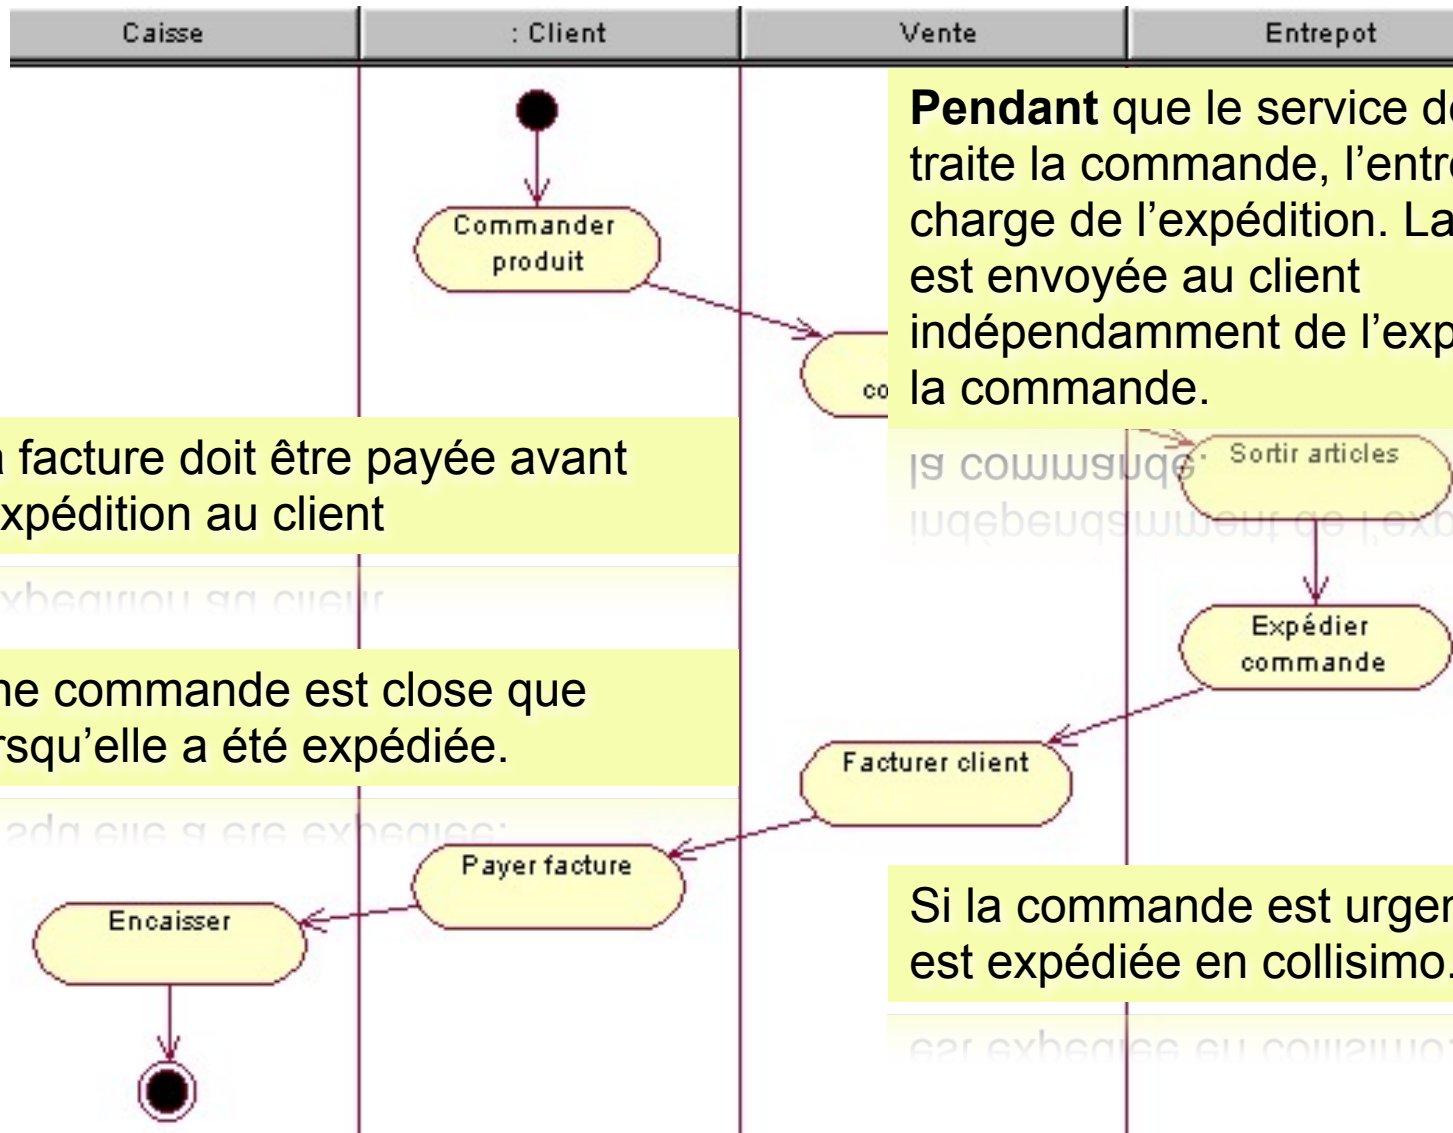 Caisse
: Client
Vente
Entrepot
Commander
produit
Pendant que le service
traite la commande, l'entr
charge de l'expédition. La
est envoyée au client
indépendamment de l'exp
la commande.
co
Sortir articles
facture doit être payée avant
xpédition au client
Expédier
commande
ne commande est close que
rsqu'elle a été expédiée.
Facturer client
Payer facture
Encaisser
Si la commande est urge
est expédiée en collisimo.